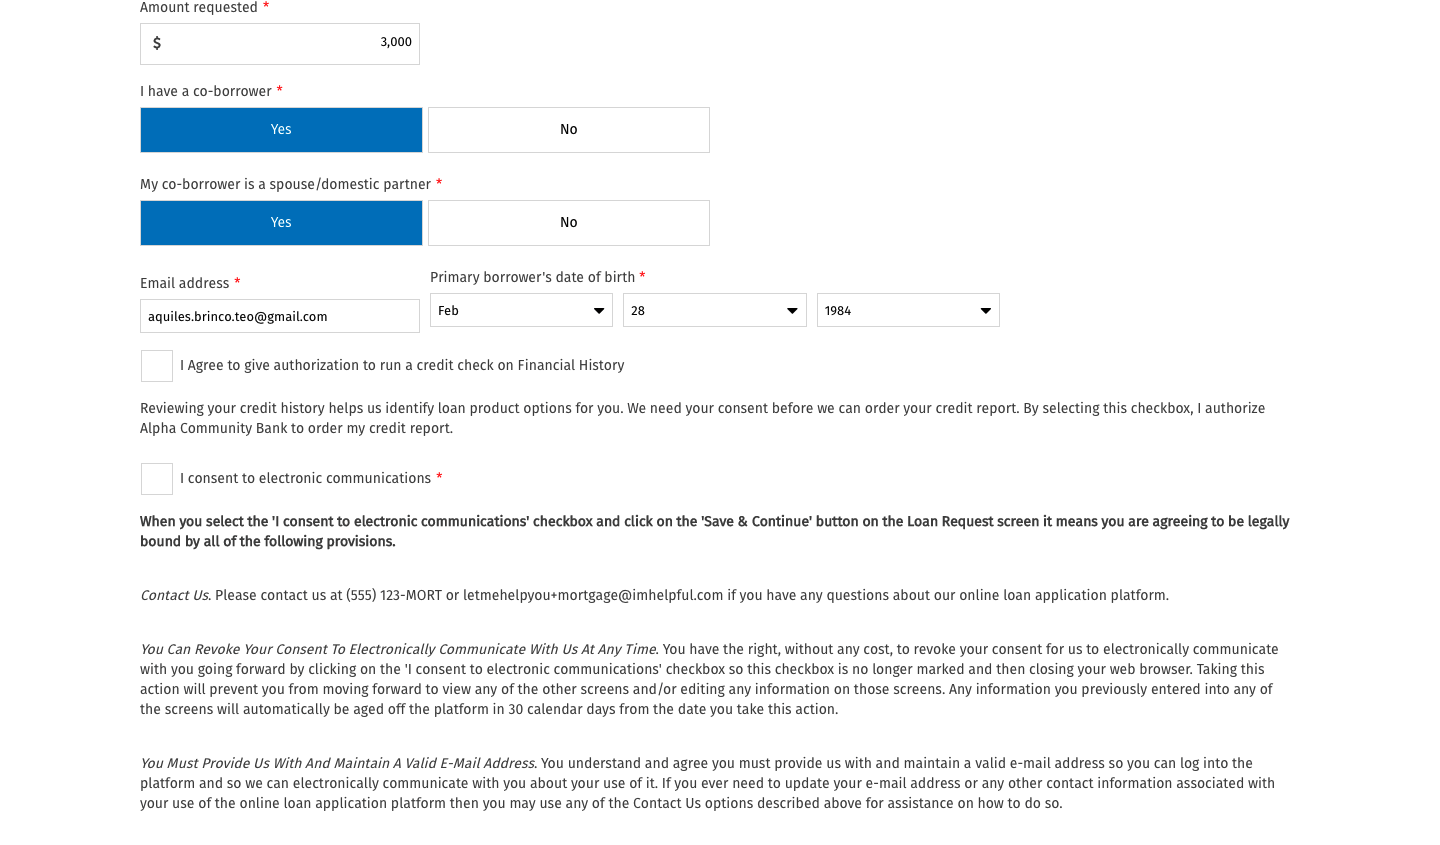 Amount requested *
$ 3,000
I have a co-borrower *
Yes No
My co-borrower is a spouse/domestic partner *
Yes No
Email address *
Primary borrower's date of birth *
aquiles.brinco.teo@gmail.com
Feb 28 1984
I Agree to give authorization to run a credit check on Financial History
Reviewing your credit history helps us identify loan product options for you. We need your consent before we can order your credit report. By selecting this checkbox, I authorize
Alpha Community Bank to order my credit report.
I consent to electronic communications *
When you select the 'I consent to electronic communications' checkbox and click on the 'Save & Continue' button on the Loan Request screen it means you are agreeing to be legally
bound by all of the following provisions.
Contact Us. Please contact us at (555) 123-MORT or letmehelpyou+mortgage@imhelpful.com if you have any questions about our online loan application platform.
You Can Revoke Your Consent To Electronically Communicate With Us At Any Time. You have the right, without any cost, to revoke your consent for us to electronically communicate
with you going forward by clicking on the 'I consent to electronic communications' checkbox so this checkbox is no longer marked and then closing your web browser. Taking this
action will prevent you from moving forward to view any of the other screens and/or editing any information on those screens. Any information you previously entered into any of
the screens will automatically be aged off the platform in 30 calendar days from the date you take this action.
You Must Provide Us With And Maintain A Valid E-Mail Address. You understand and agree you must provide us with and maintain a valid e-mail address so you can log into the
platform and so we can electronically communicate with you about your use of it. If you ever need to update your e-mail address or any other contact information associated with
your use of the online loan application platform then you may use any of the Contact Us options described above for assistance on how to do so.